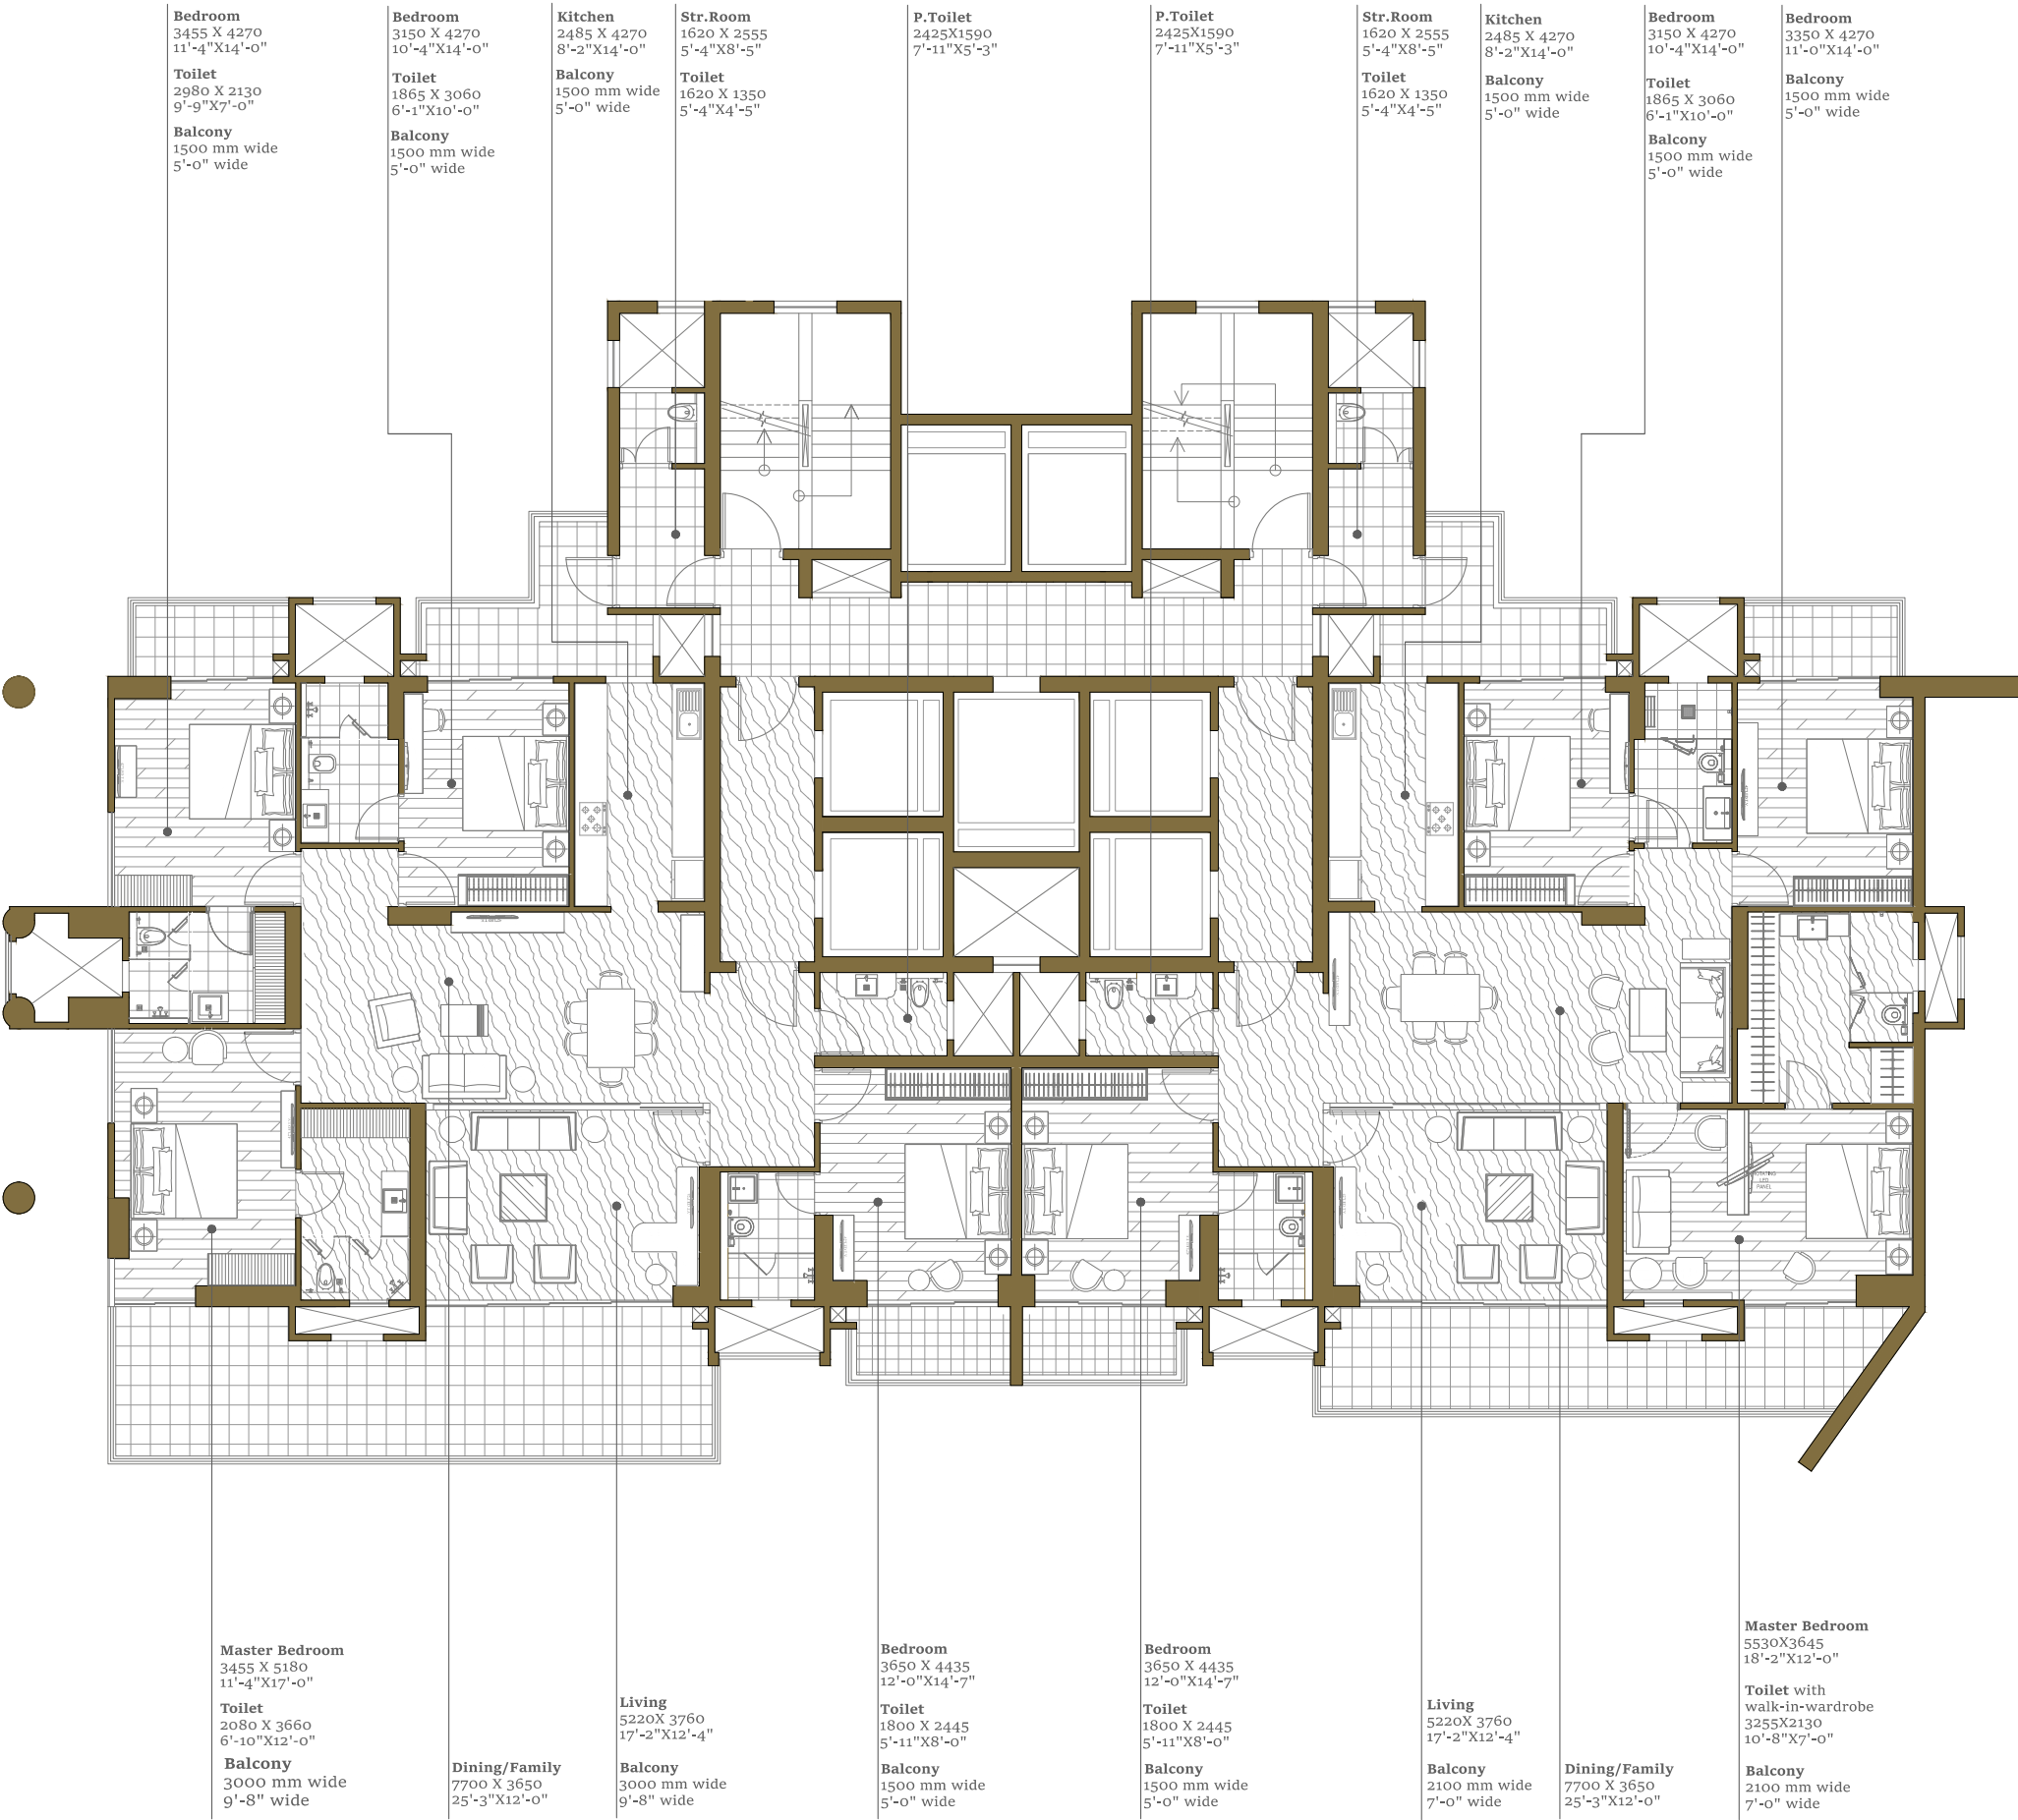 Bedroom
3455 X 4270
11'-4"X14'-0"
Toilet
2980 X 2130
9'-9"X7'-0"
Balcony
1500 mm wide
5'-0" wide
Bedroom
3150 X 4270
10'-4"X14'-0"
Toilet
1865 X 3060
6'-1"X10'-0"
Balcony
1500 mm wide
5'-0" wide
Kitchen
2485 X 4270
8'-2"X14'-0"
Balcony
1500 mm wide
5'-0" wide
Str.Room
1620 X 2555
5'-4"X8'-5"
Toilet
1620 X 1350
5'-4"X4'-5"
P.Toilet
2425X1590
7'-11"X5'-3"
P.Toilet
2425X1590
7'-11"X5'-3"
Str.Room
1620 X 2555
5'-4"X8'-5"
Toilet
1620 X 1350
5'-4"X4'-5"
Kitchen
2485 X 4270
8'-2"X14'-0"
Balcony
1500 mm wide
5'-0" wide
Bedroom
3150 X 4270
10'-4"X14'-0"
Toilet
1865 X 3060
6'-1"X10'-0"
Balcony
1500 mm wide
5'-0" wide
Bedroom
3350 X 4270
11'-0"X14'-0"
Balcony
1500 mm wide
5'-0" wide
LED
PANEL
Master Bedroom
3455 X 5180
11'-4"X17'-0"
Toilet
2080 X 3660
6'-10"X12'-0"
Balcony
3000 mm wide
9'-8" wide
Dining/Family
7700 X 3650
25'-3"X12'-0"
Living
5220X 3760
17'-2"X12'-4"
Balcony
3000 mm wide
9'-8" wide
Bedroom
3650 X 4435
12'-0"X14'-7"
Toilet
1800 X 2445
5'-11"X8'-0"
Balcony
1500 mm wide
5'-0" wide
Bedroom
3650 X 4435
12'-0"X14'-7"
Toilet
1800 X 2445
5'-11"X8'-0"
Balcony
1500 mm wide
5'-0" wide
Living
5220X 3760
17'-2"X12'-4"
Balcony
2100 mm wide
7'-0" wide
Dining/Family
7700 X 3650
25'-3"X12'-0"
Master Bedroom
5530X3645
18'-2"X12'-0"
Toilet with
walk-in-wardrobe
3255X2130
10'-8"X7'-0"
Balcony
2100 mm wide
7'-0" wide